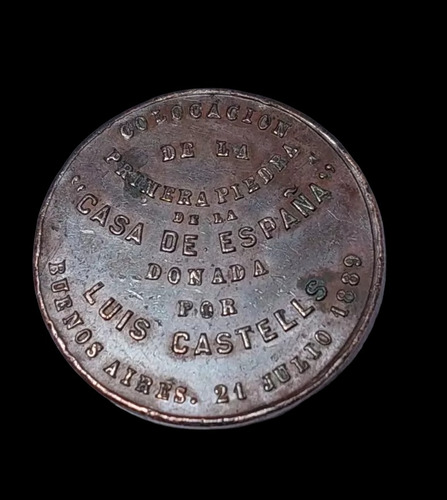 COLOCACION
DE LA
PRIMERA PIEDRA
DE LA
"CASA DE ESPAÑA"
DONADA
POR
LUIS CASTELLS
BUENOS AIRES. 21 JULIO 1889